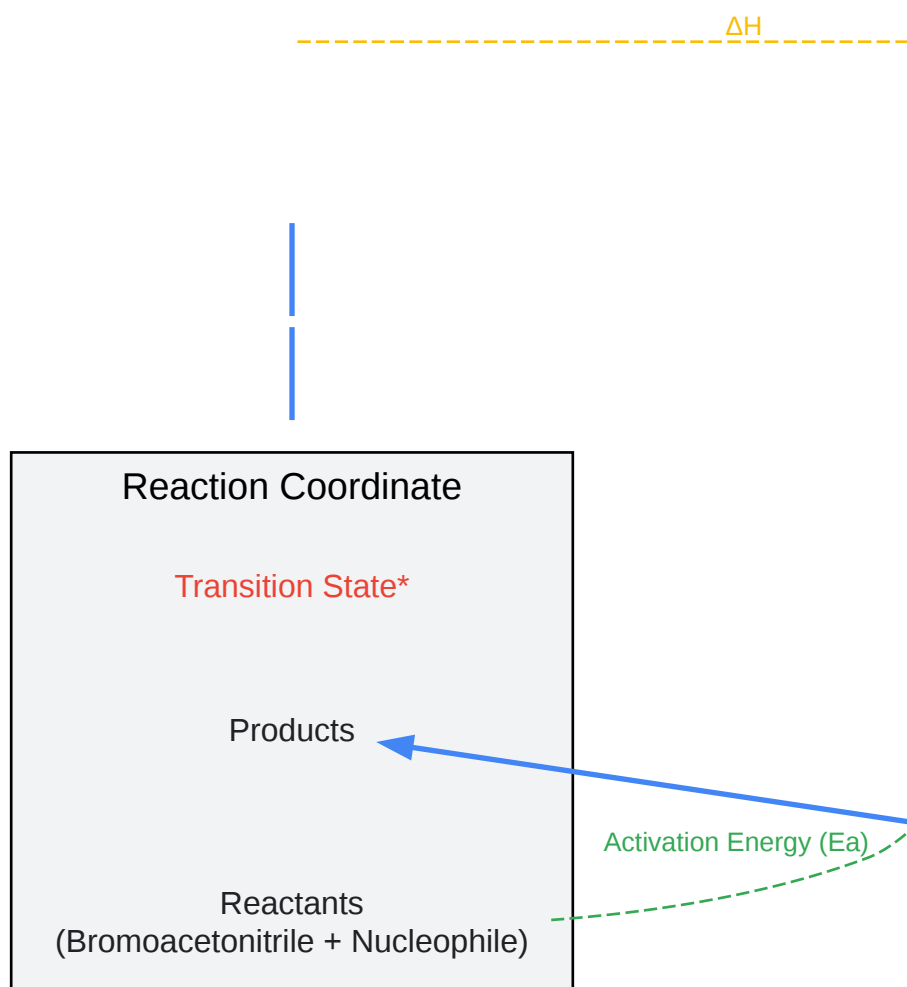 ΔH
Reaction Coordinate
Transition State*
Products
Activation Energy (Ea)
Reactants
(Bromoacetonitrile + Nucleophile)